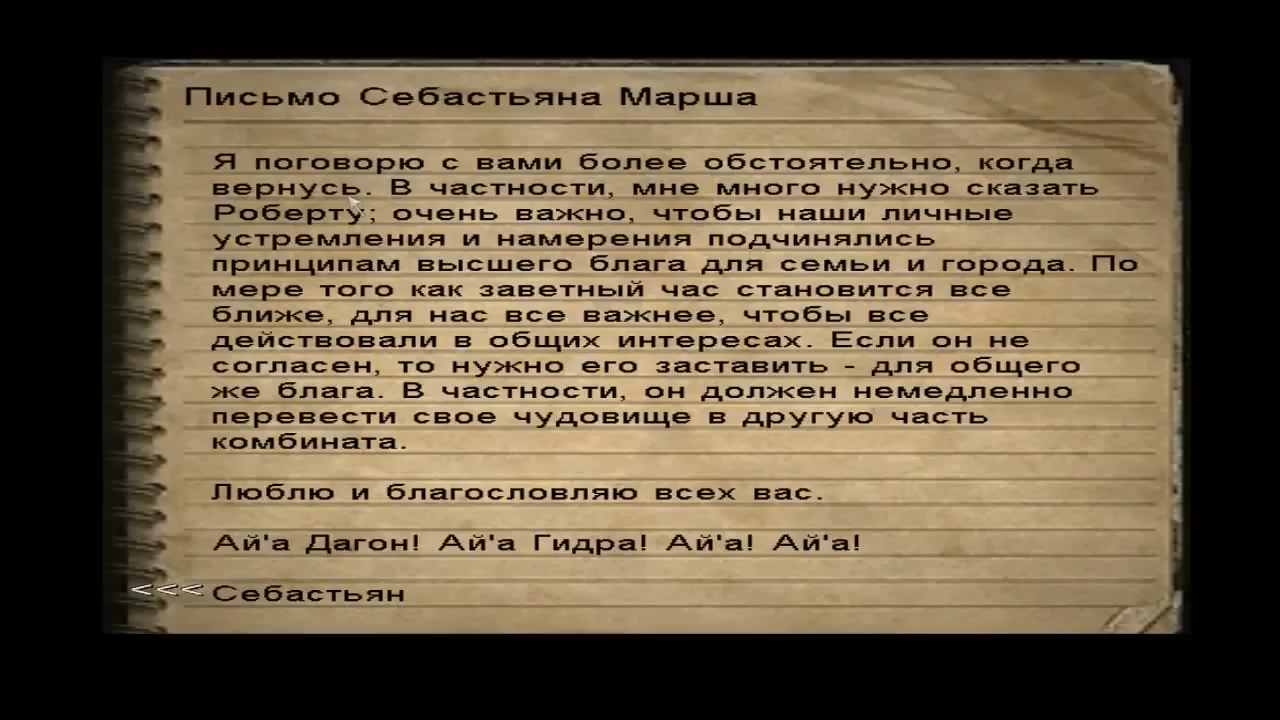 Письмо Себастьяна Марша
Я поговорю с вами более обстоятельно, когда
вернусь. В частности, мне много нужно сказать
Роберту; очень важно, чтобы наши личные
устремления и намерения подчинялись
принципам высшего блага для семьи и города. По
мере того как заветный час становится все
ближе, для нас все важнее, чтобы все
действовали в общих интересах. Если он не
согласен, то нужно его заставить - для общего
же блага. В частности, он должен немедленно
перевести свое чудовище в другую часть
комбината.
Люблю и благословляю всех вас.
Ай'а Дагон! Ай'а Гидра! Ай'а! Ай'а!
<<< Себастьян